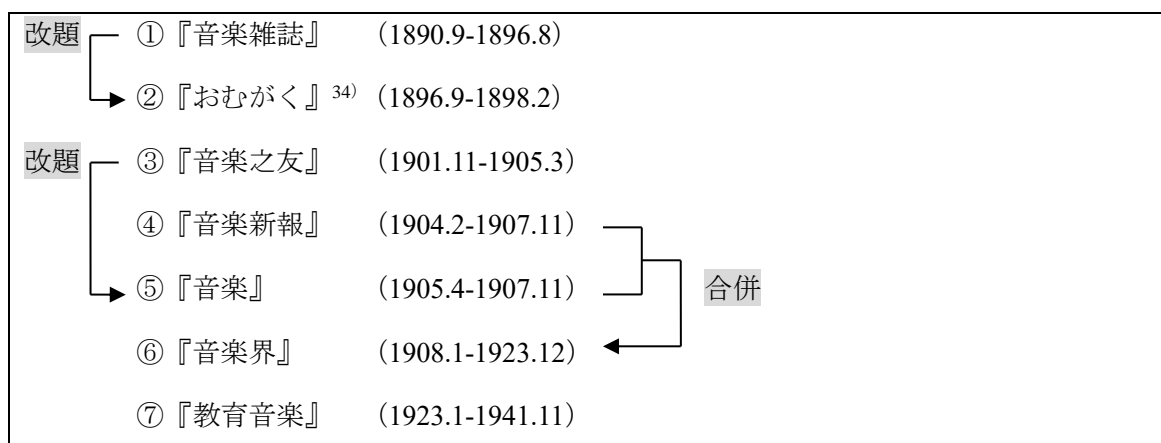 改題 ①『音楽雑誌』 （1890.9-1896.8）
②『おむがく』34) （1896.9-1898.2）
改題 ③『音楽之友』 （1901.11-1905.3）
④『音楽新報』 （1904.2-1907.11）
⑤『音楽』 （1905.4-1907.11） 合併
⑥『音楽界』 （1908.1-1923.12）
⑦『教育音楽』 （1923.1-1941.11）